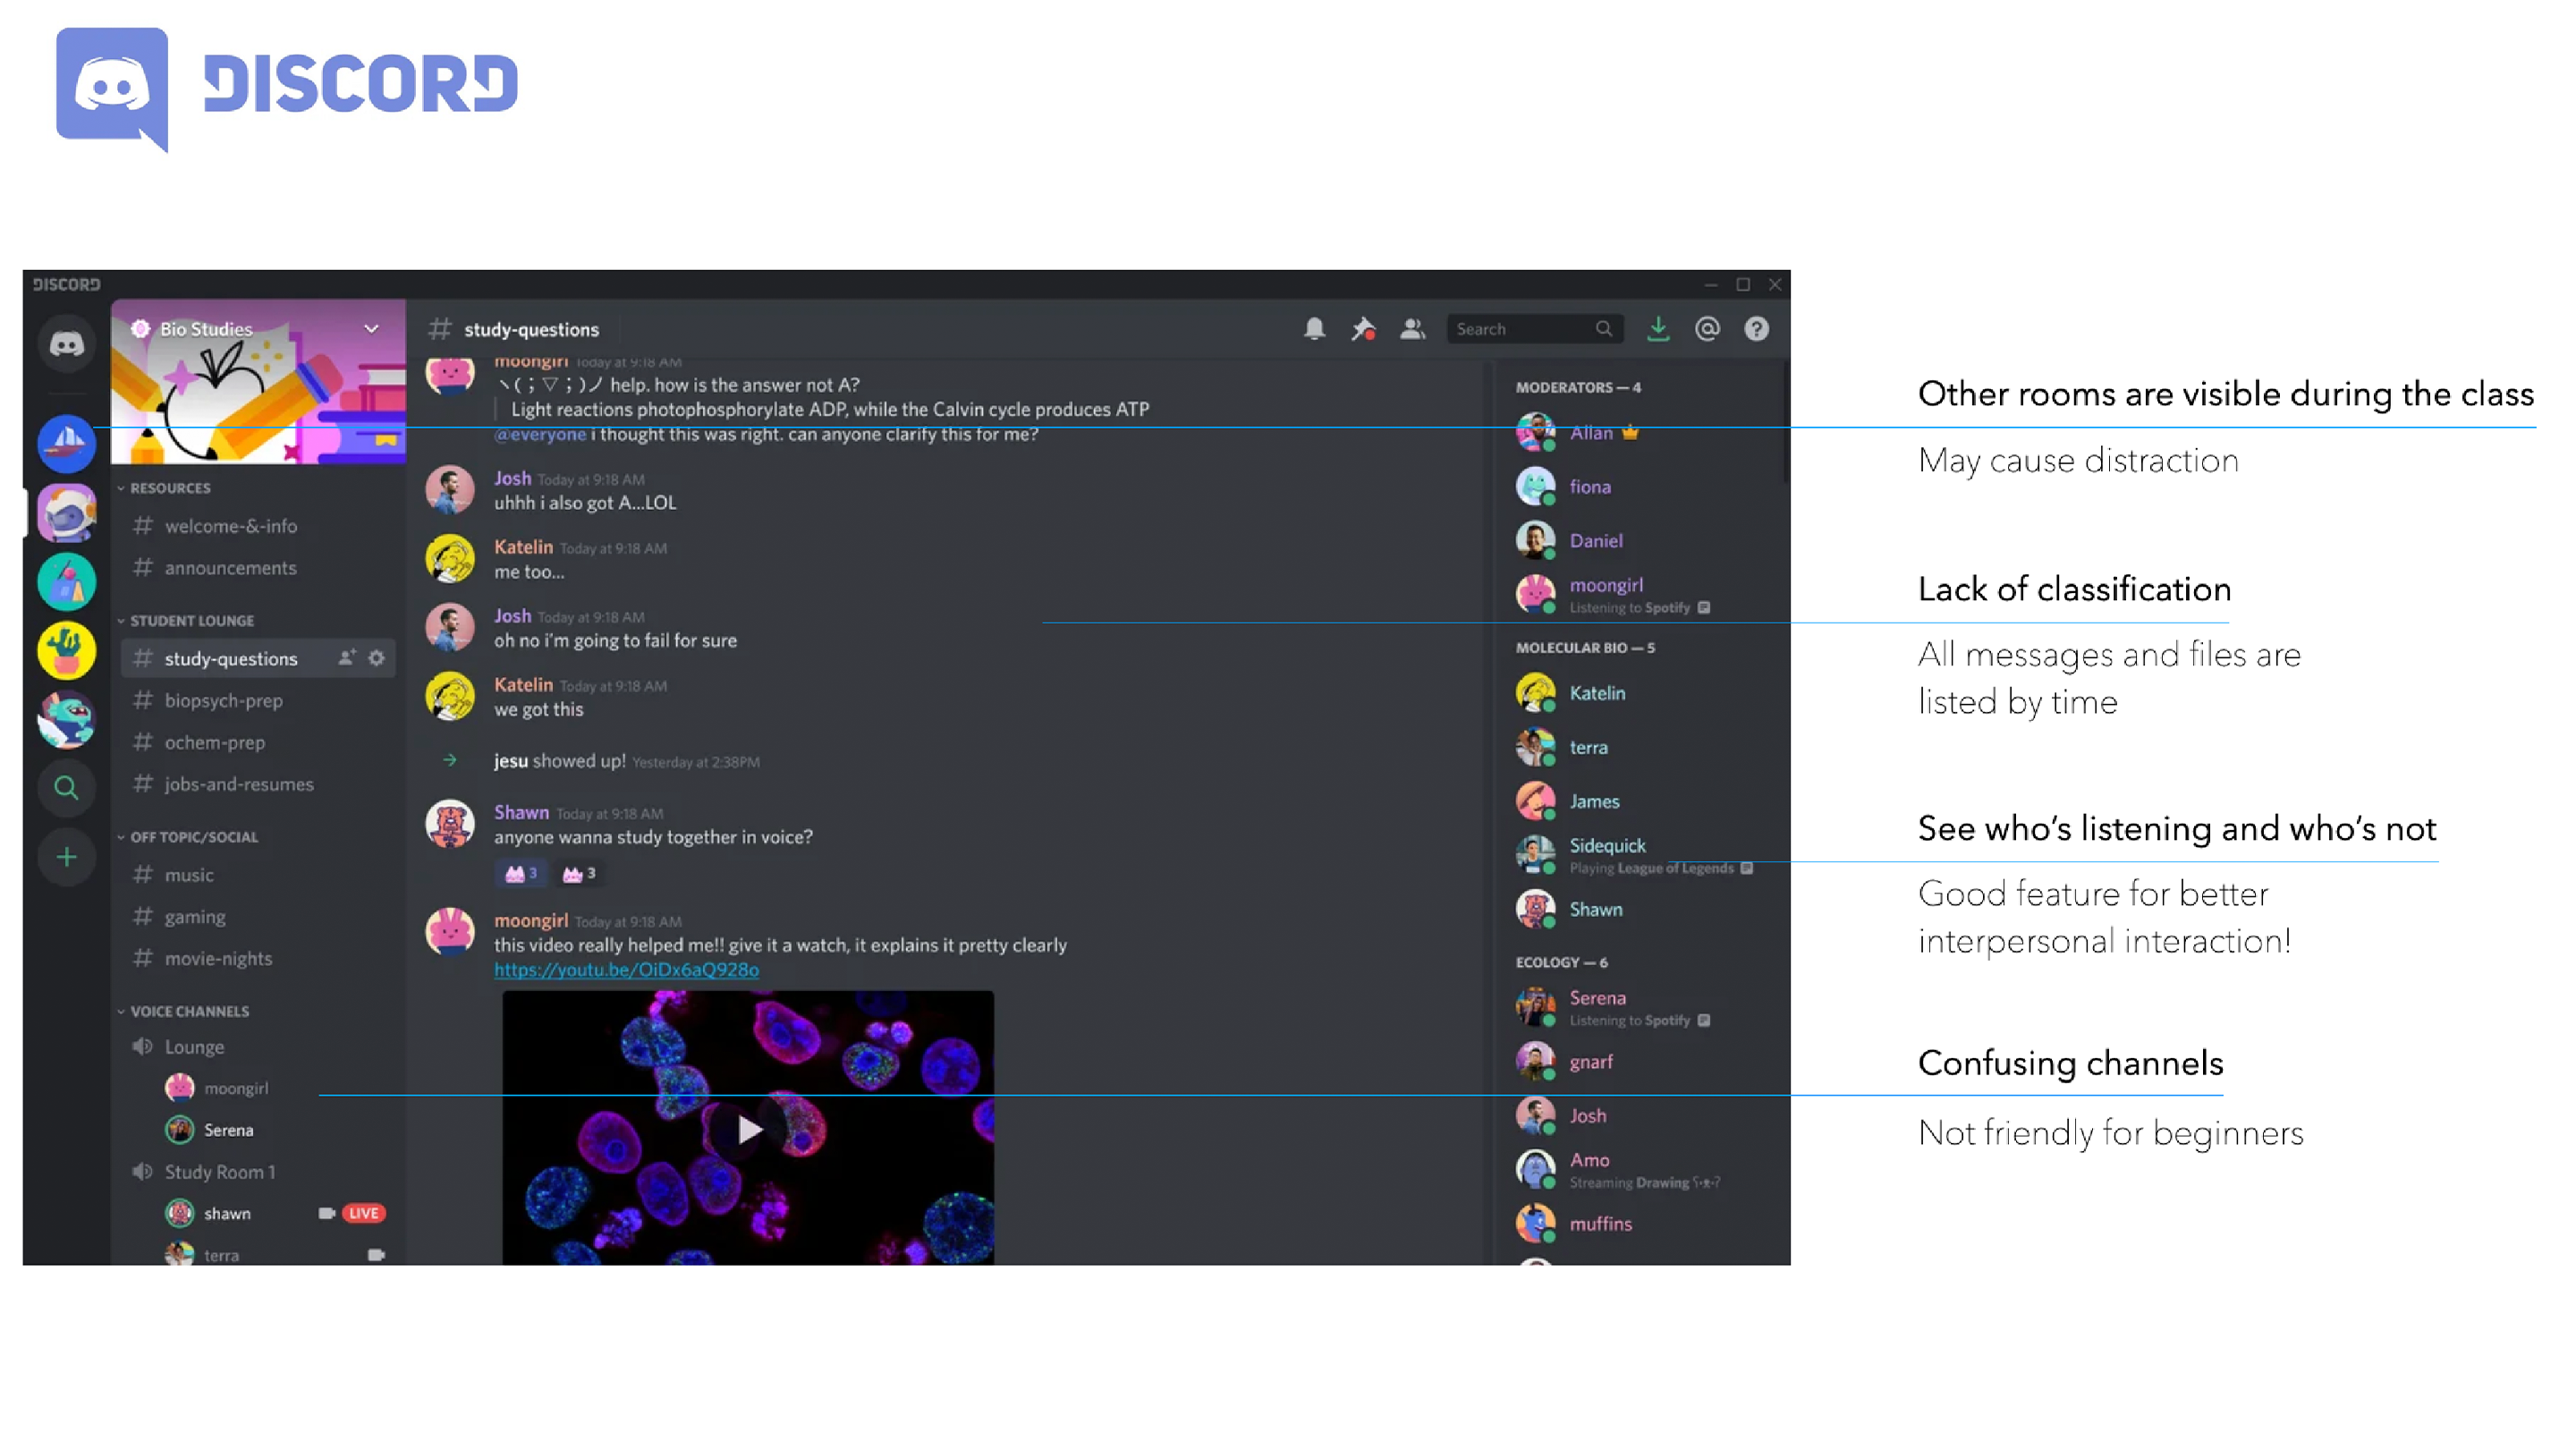 DISCORD
DISCORD
Bio Studies
RESOURCES
# welcome-&-info
# announcements
STUDENT LOUNGE
# study-questions
# biopsych-prep
# ochem-prep
# jobs-and-resumes
OFF TOPIC/SOCIAL
# music
# gaming
# movie-nights
VOICE CHANNELS
Lounge
moongirl
Serena
Study Room 1
shawn LIVE
terra
# study-questions
Search
moongirl Today at 9:18 AM
ヽ( ; ▽ ; )ノ help. how is the answer not A?
Light reactions photophosphorylate ADP, while the Calvin cycle produces ATP
@everyone i thought this was right. can anyone clarify this for me?
Josh Today at 9:18 AM
uhhh i also got A...LOL
Katelin Today at 9:18 AM
me too...
Josh Today at 9:18 AM
oh no i'm going to fail for sure
Katelin Today at 9:18 AM
we got this
jesu showed up! Yesterday at 2:38PM
Shawn Today at 9:18 AM
anyone wanna study together in voice?
3 3
moongirl Today at 9:18 AM
this video really helped me!! give it a watch, it explains it pretty clearly
https://youtu.be/OiDx6aQ928o
MODERATORS — 4
Allan
fiona
Daniel
moongirl
Listening to Spotify
MOLECULAR BIO — 5
Katelin
terra
James
Sidequick
Playing League of Legends
Shawn
ECOLOGY — 6
Serena
Listening to Spotify
gnarf
Josh
Amo
Streaming Drawing
muffins
Other rooms are visible during the class
May cause distraction
Lack of classification
All messages and files are
listed by time
See who's listening and who's not
Good feature for better
interpersonal interaction!
Confusing channels
Not friendly for beginners